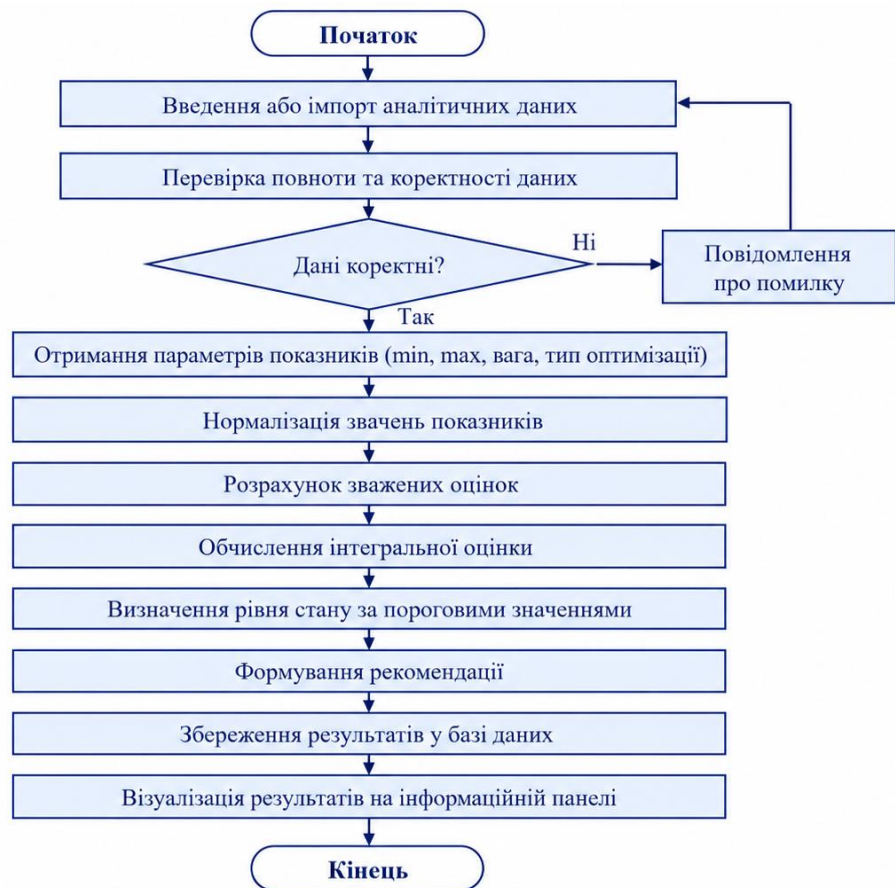 Початок
Введення або імпорт аналітичних даних
Перевірка повноти та коректності даних
Дані коректні?
Ні
Повідомлення
про помилку
Так
Отримання параметрів показників (min, max, вага, тип оптимізації)
Нормалізація звачень показників
Розрахунок зважених оцінок
Обчислення інтегральної оцінки
Визначення рівня стану за пороговими значеннями
Формування рекомендації
Збереження результатів у базі даних
Візуалізація результатів на інформаційній панелі
Кінець